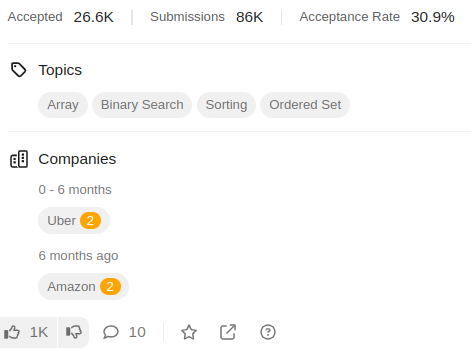 Accepted 26.6K Submissions 86K Acceptance Rate 30.9%
Topics
Array Binary Search Sorting Ordered Set
Companies
0 - 6 months
Uber 2
6 months ago
Amazon 2
1K 10